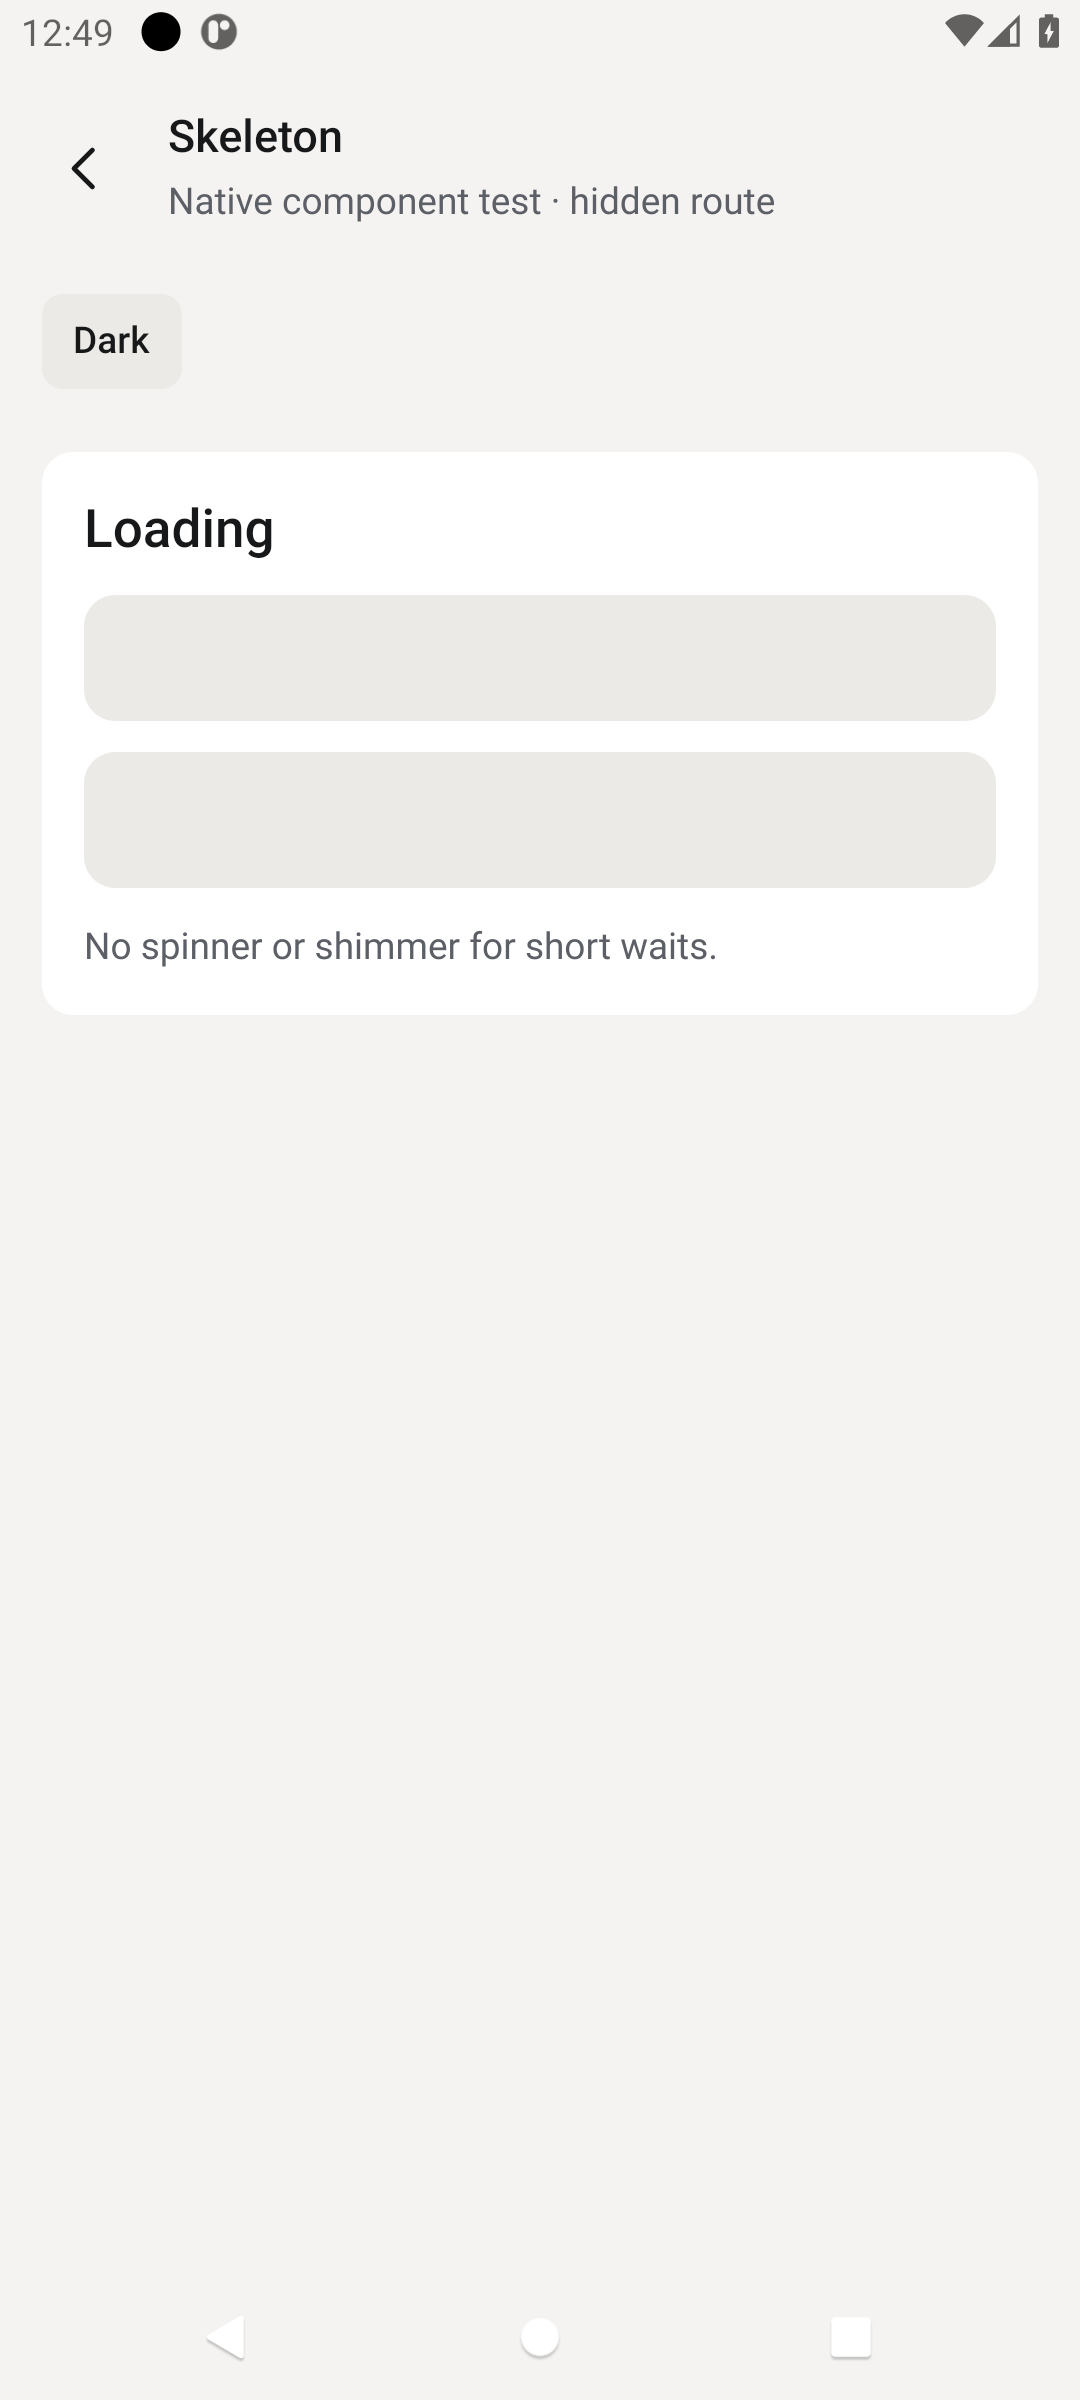 12:49
Skeleton
Native component test · hidden route
Dark
Loading
No spinner or shimmer for short waits.